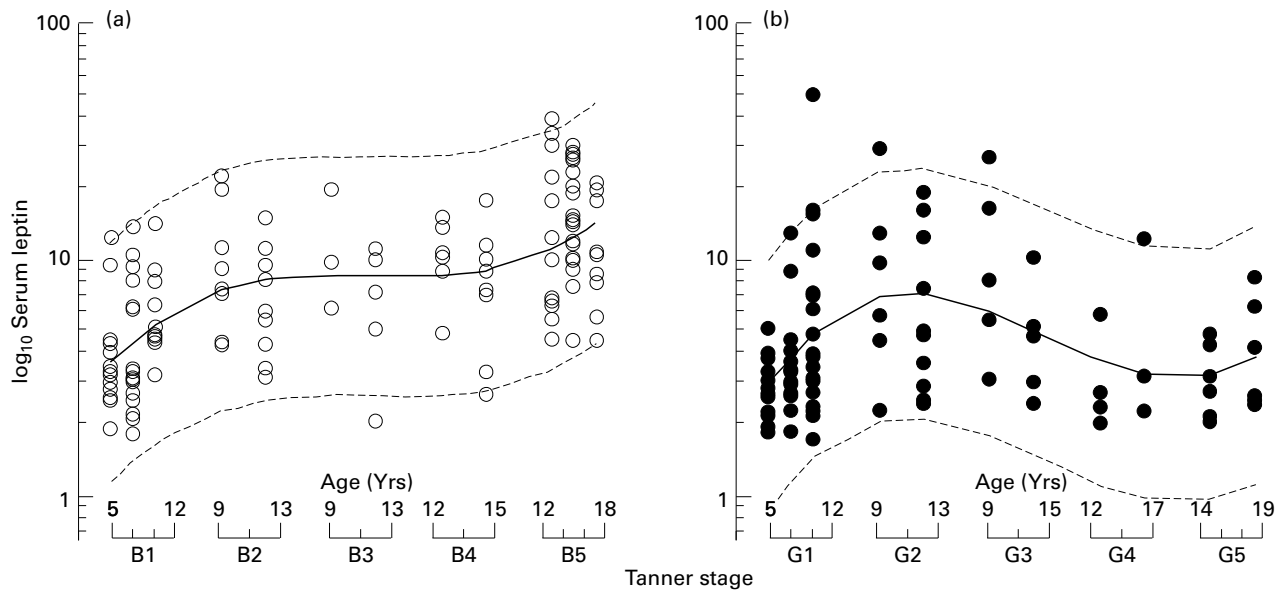 100 (a) 100 (b)
10 10
log10 Serum leptin
1 1
Age (Yrs) Age (Yrs)
5 12 9 13 9 13 12 15 12 18 5 12 9 13 9 15 12 17 14 19
B1 B2 B3 B4 B5 G1 G2 G3 G4 G5
Tanner stage